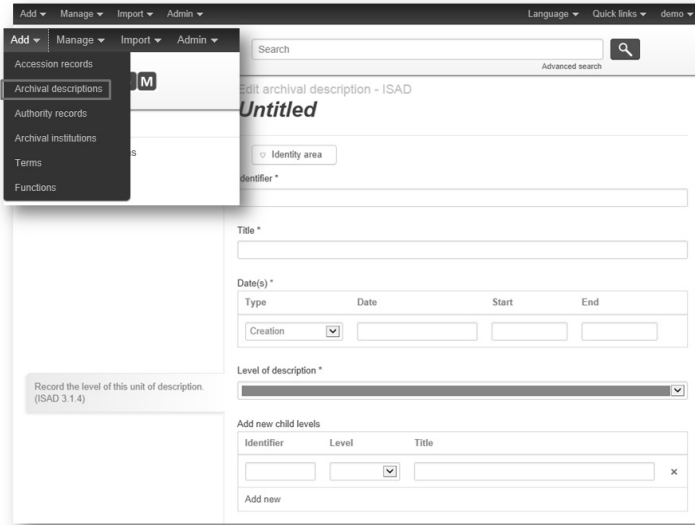 Add Manage Import Admin Language Quick links demo
Add Manage Import Admin
Accession records
Archival descriptions
Authority records
Archival institutions
Terms
Functions
M
Search
Advanced search
Edit archival description - ISAD
Untitled
Identity area
Identifier *
Title *
Date(s) *
Type Date Start End
Creation
Level of description *
Record the level of this unit of description.
(ISAD 3.1.4)
Add new child levels
Identifier Level Title
Add new